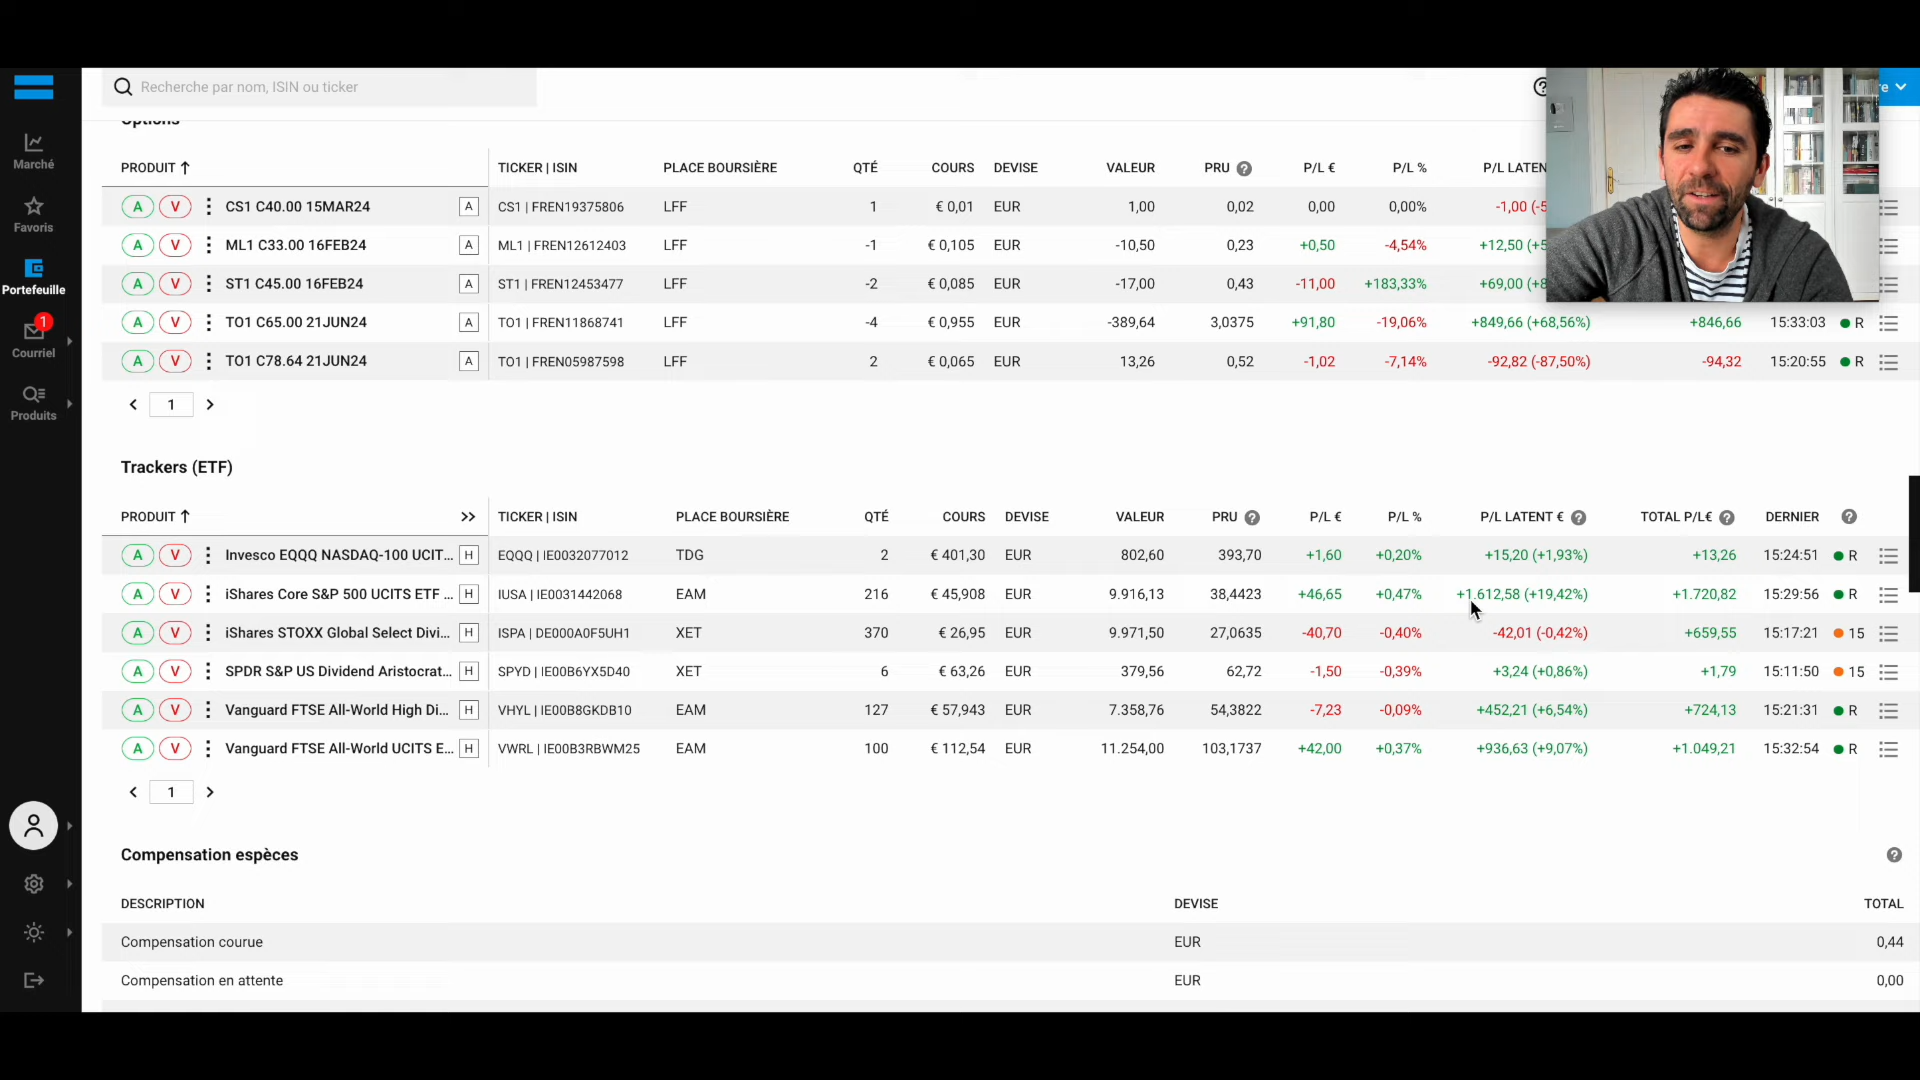 Recherche par nom, ISIN ou ticker
re
Marché
Favoris
Portefeuille
1
Courriel
Produits
Options
PRODUIT TICKER | ISIN PLACE BOURSIÈRE QTÉ COURS DEVISE VALEUR PRU ? P/L € P/L % P/L LATEN
A V CS1 C40.00 15MAR24 A CS1 | FREN19375806 LFF 1 € 0,01 EUR 1,00 0,02 0,00 0,00% -1,00 (-5
A V ML1 C33.00 16FEB24 A ML1 | FREN12612403 LFF -1 € 0,105 EUR -10,50 0,23 +0,50 -4,54% +12,50 (+5
A V ST1 C45.00 16FEB24 A ST1 | FREN12453477 LFF -2 € 0,085 EUR -17,00 0,43 -11,00 +183,33% +69,00 (+8
A V TO1 C65.00 21JUN24 A TO1 | FREN11868741 LFF -4 € 0,955 EUR -389,64 3,0375 +91,80 -19,06% +849,66 (+68,56%) +846,66 15:33:03 R
A V TO1 C78.64 21JUN24 A TO1 | FREN05987598 LFF 2 € 0,065 EUR 13,26 0,52 -1,02 -7,14% -92,82 (-87,50%) -94,32 15:20:55 R
1
Trackers (ETF)
PRODUIT TICKER | ISIN PLACE BOURSIÈRE QTÉ COURS DEVISE VALEUR PRU ? P/L € P/L % P/L LATENT € ? TOTAL P/L€ ? DERNIER ?
A V Invesco EQQQ NASDAQ-100 UCIT... H EQQQ | IE0032077012 TDG 2 € 401,30 EUR 802,60 393,70 +1,60 +0,20% +15,20 (+1,93%) +13,26 15:24:51 R
A V iShares Core S&P 500 UCITS ETF ... H IUSA | IE0031442068 EAM 216 € 45,908 EUR 9.916,13 38,4423 +46,65 +0,47% +1.612,58 (+19,42%) +1.720,82 15:29:56 R
A V iShares STOXX Global Select Divi... H ISPA | DE000A0F5UH1 XET 370 € 26,95 EUR 9.971,50 27,0635 -40,70 -0,40% -42,01 (-0,42%) +659,55 15:17:21 15
A V SPDR S&P US Dividend Aristocrat... H SPYD | IE00B6YX5D40 XET 6 € 63,26 EUR 379,56 62,72 -1,50 -0,39% +3,24 (+0,86%) +1,79 15:11:50 15
A V Vanguard FTSE All-World High Di... H VHYL | IE00B8GKDB10 EAM 127 € 57,943 EUR 7.358,76 54,3822 -7,23 -0,09% +452,21 (+6,54%) +724,13 15:21:31 R
A V Vanguard FTSE All-World UCITS E... H VWRL | IE00B3RBWM25 EAM 100 € 112,54 EUR 11.254,00 103,1737 +42,00 +0,37% +936,63 (+9,07%) +1.049,21 15:32:54 R
1
Compensation espèces ?
DESCRIPTION DEVISE TOTAL
Compensation courue EUR 0,44
Compensation en attente EUR 0,00